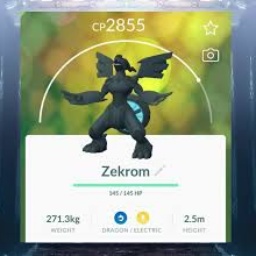 CP2855
Zekrom
145 / 145 HP
271.3kg
2.5m
WEIGHT
DRAGON / ELECTRIC
HEIGHT